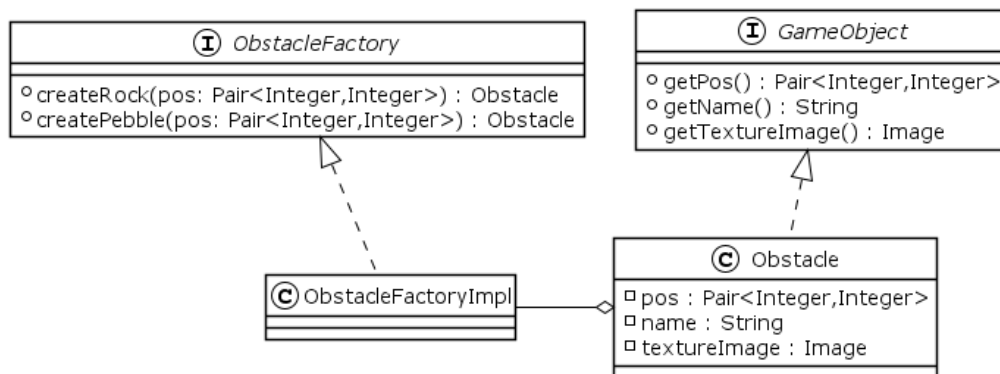 I ObstacleFactory
createRock(pos: Pair<Integer,Integer>) : Obstacle
createPebble(pos: Pair<Integer,Integer>) : Obstacle
I GameObject
getPos() : Pair<Integer,Integer>
getName() : String
getTextureImage() : Image
C ObstacleFactoryImpl
C Obstacle
pos : Pair<Integer,Integer>
name : String
textureImage : Image